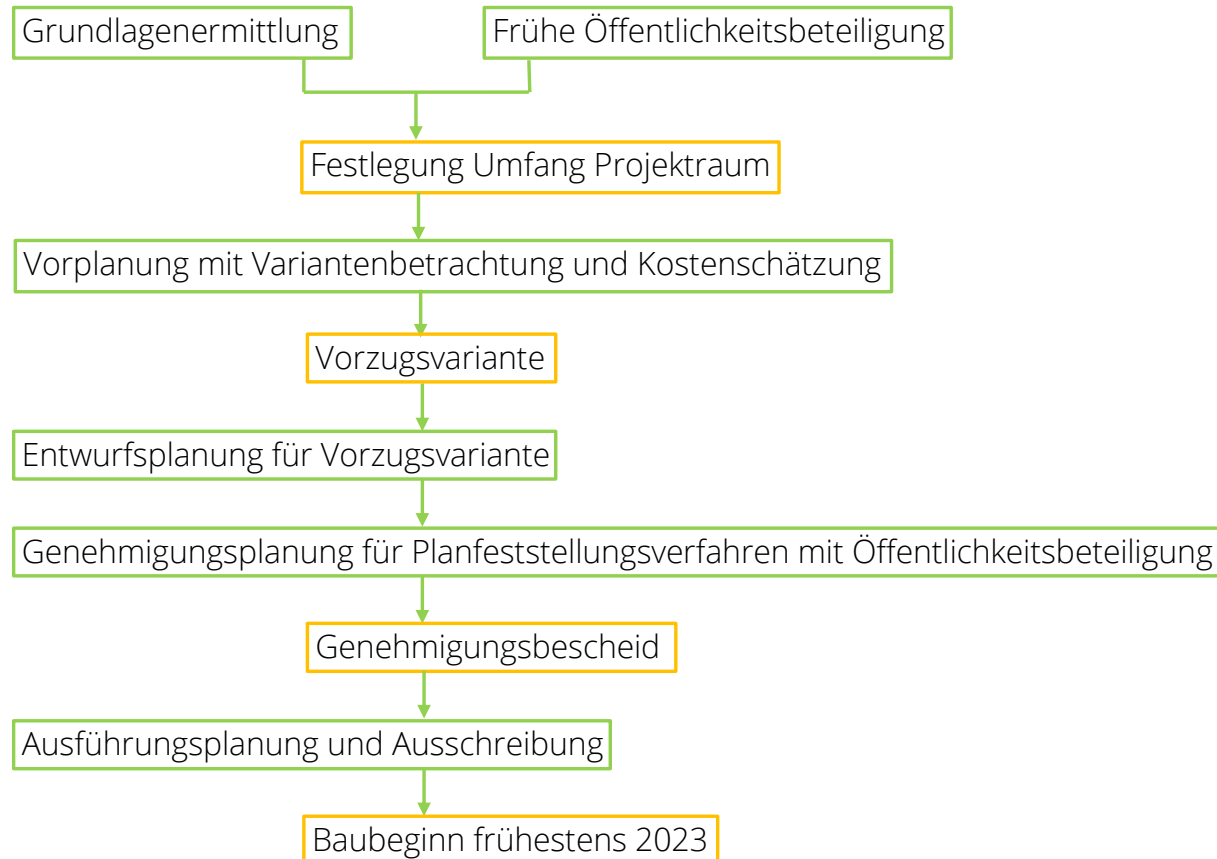 Grundlagenermittlung
Frühe Öffentlichkeitsbeteiligung
Festlegung Umfang Projektraum
Vorplanung mit Variantenbetrachtung und Kostenschätzung
Vorzugsvariante
Entwurfsplanung für Vorzugsvariante
Genehmigungsplanung für Planfeststellungsverfahren mit Öffentlichkeitsbeteiligung
Genehmigungsbescheid
Ausführungsplanung und Ausschreibung
Baubeginn frühestens 2023